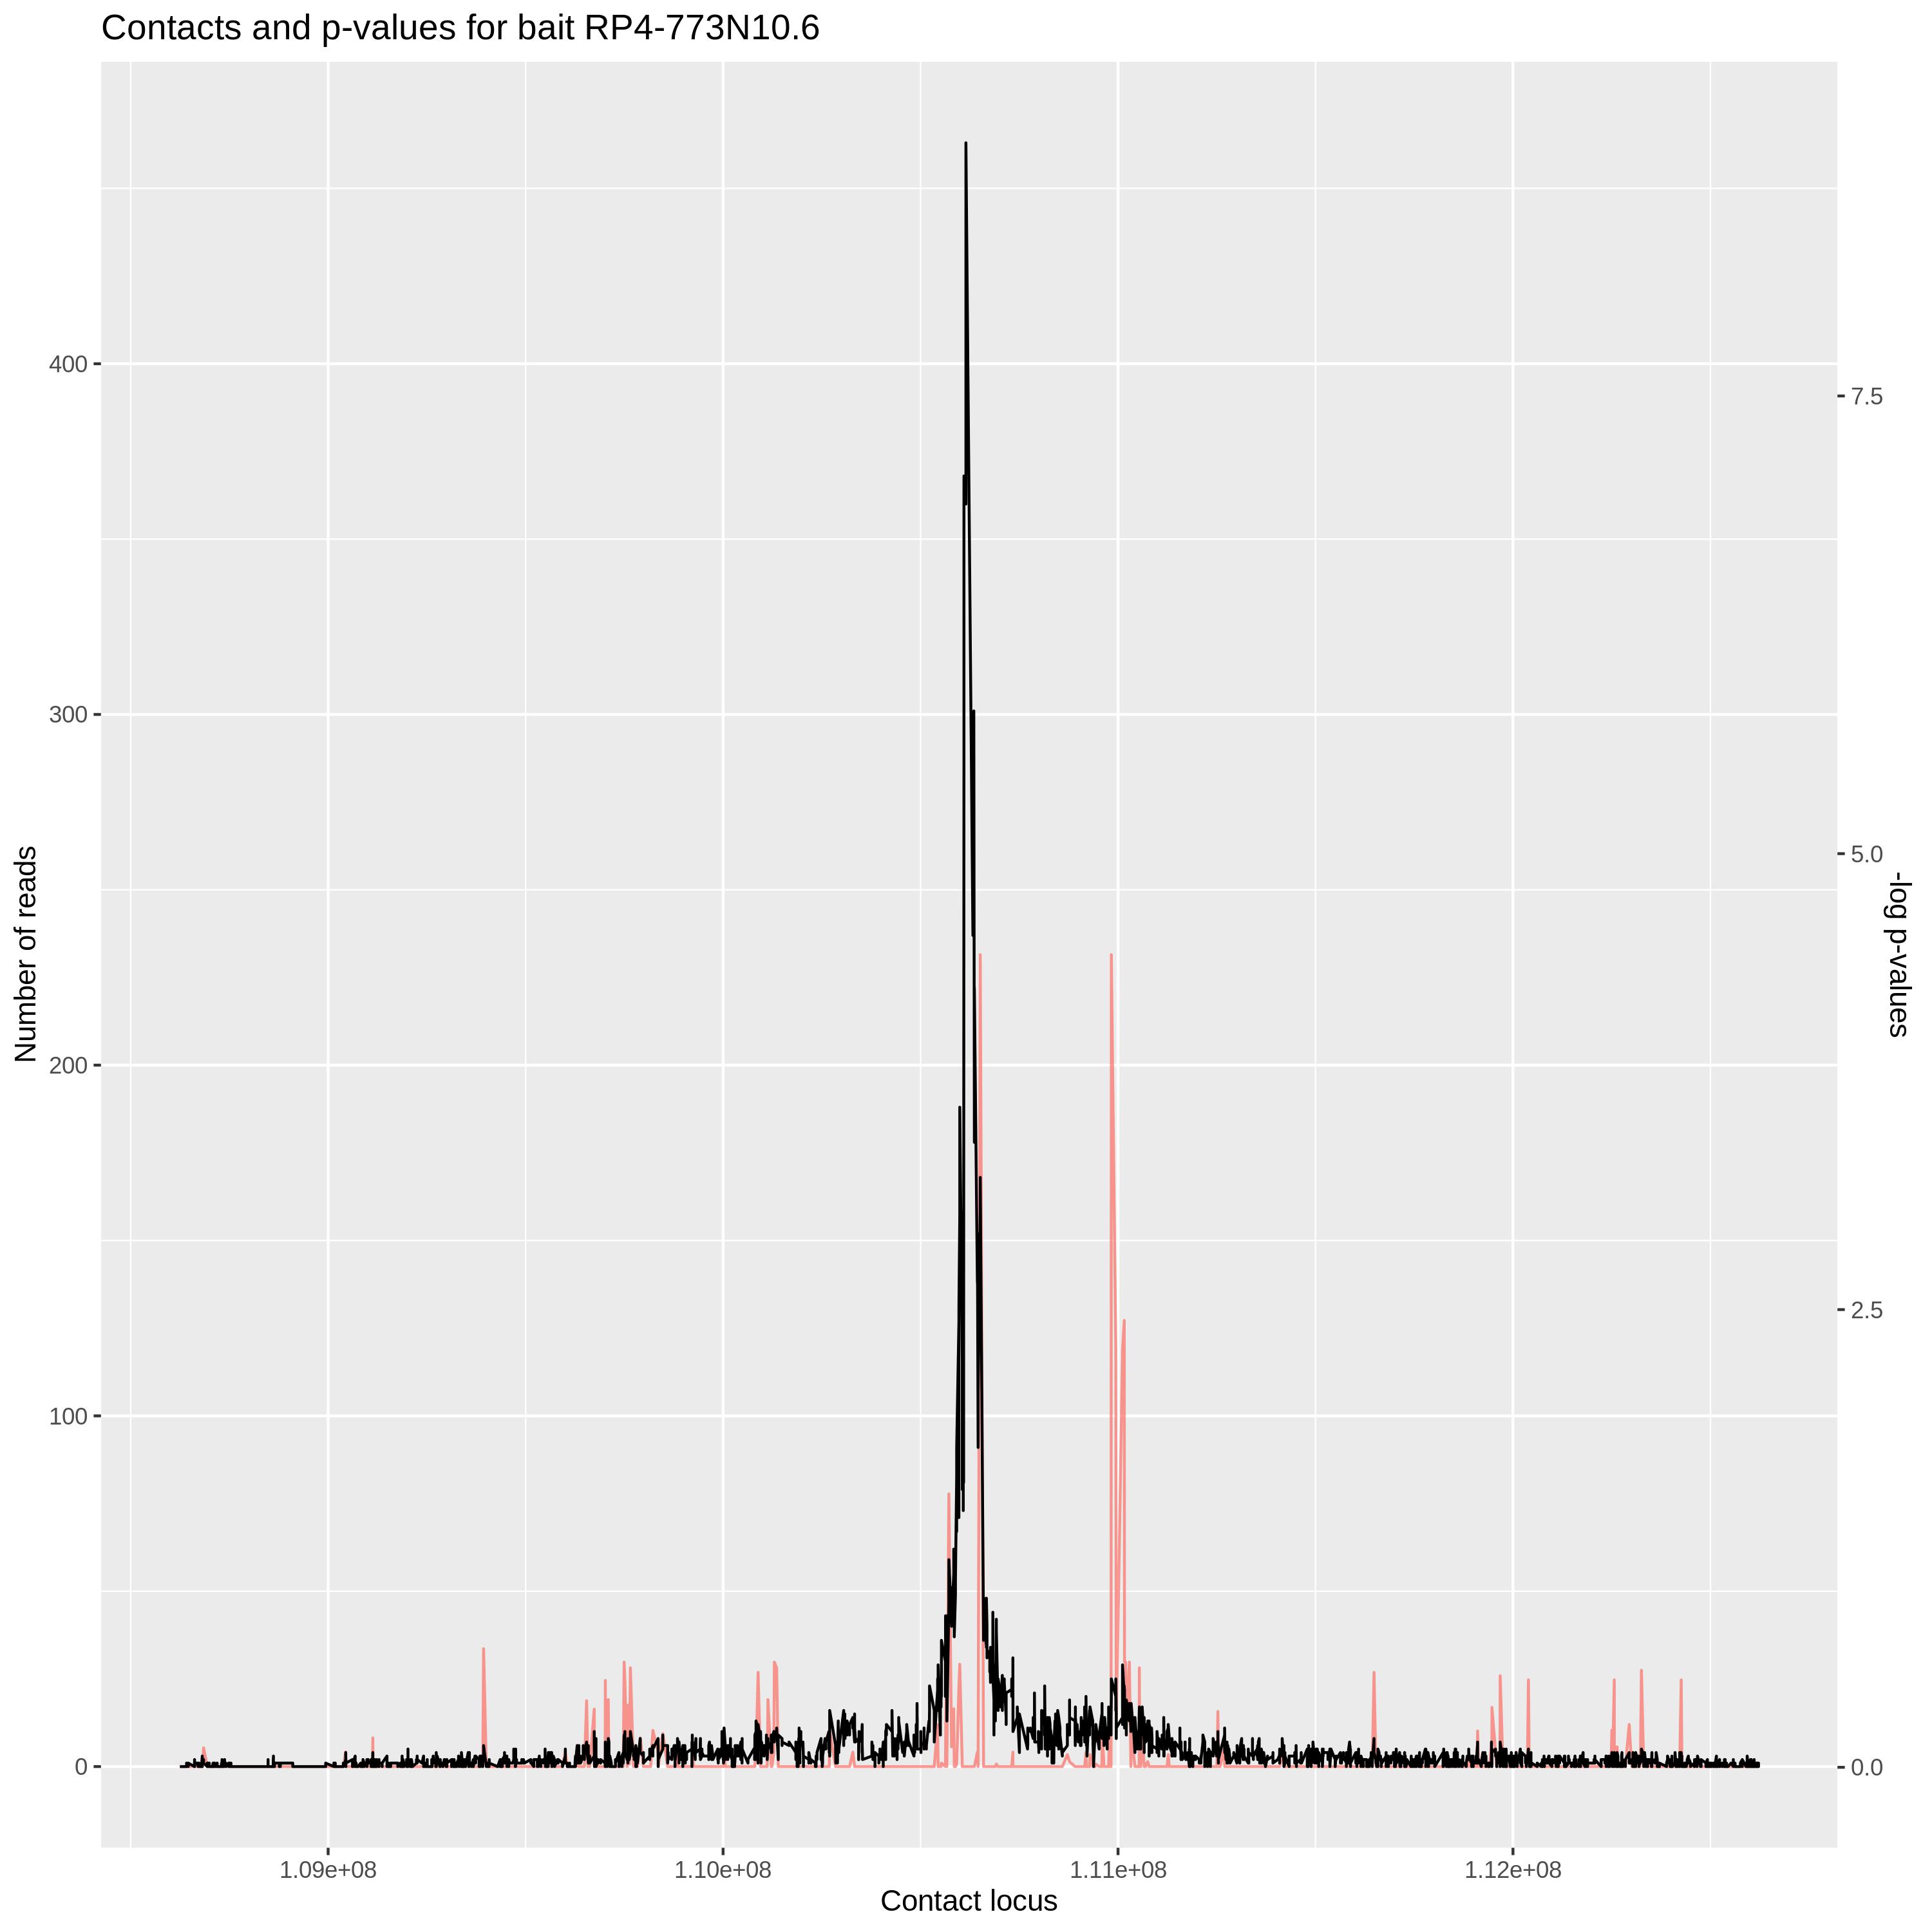 Contacts and p-values for bait RP4-773N10.6
400
300
200
100
0
Number of reads
7.5
5.0
2.5
0.0
-log p-values
1.09e+08
1.10e+08
1.11e+08
1.12e+08
Contact locus